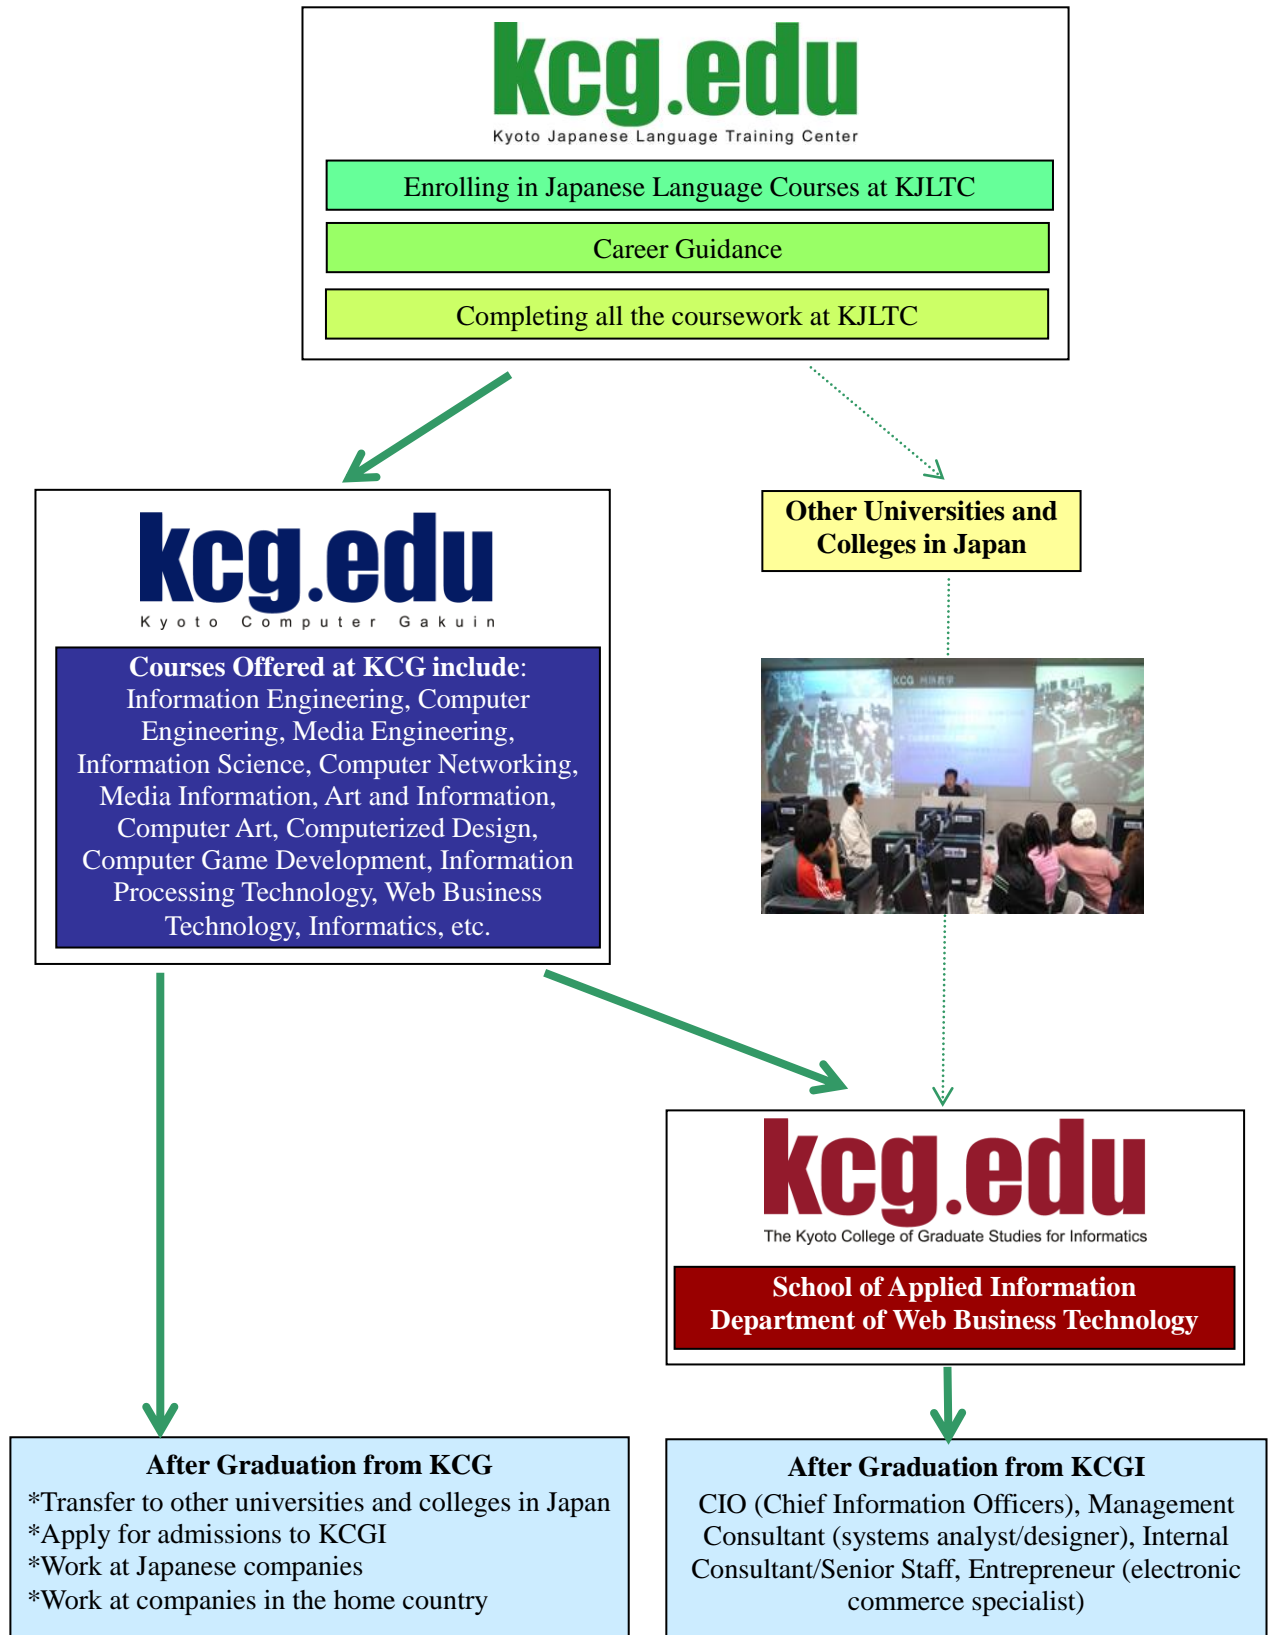 kcg.edu
Kyoto Japanese Language Training Center
Enrolling in Japanese Language Courses at KJLTC
Career Guidance
Completing all the coursework at KJLTC
kcg.edu
Kyoto Computer Gakuin
Courses Offered at KCG include:
Information Engineering, Computer
Engineering, Media Engineering,
Information Science, Computer Networking,
Media Information, Art and Information,
Computer Art, Computerized Design,
Computer Game Development, Information
Processing Technology, Web Business
Technology, Informatics, etc.
Other Universities and
Colleges in Japan
KCG
kcg.edu
The Kyoto College of Graduate Studies for Informatics
School of Applied Information
Department of Web Business Technology
After Graduation from KCG
*Transfer to other universities and colleges in Japan
*Apply for admissions to KCGI
*Work at Japanese companies
*Work at companies in the home country
After Graduation from KCGI
CIO (Chief Information Officers), Management
Consultant (systems analyst/designer), Internal
Consultant/Senior Staff, Entrepreneur (electronic
commerce specialist)